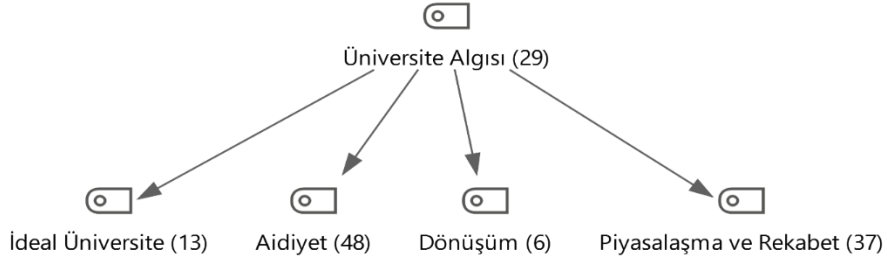 Üniversite Algısı (29)
İdeal Üniversite (13)
Aidiyet (48)
Dönüşüm (6)
Piyasalaşma ve Rekabet (37)